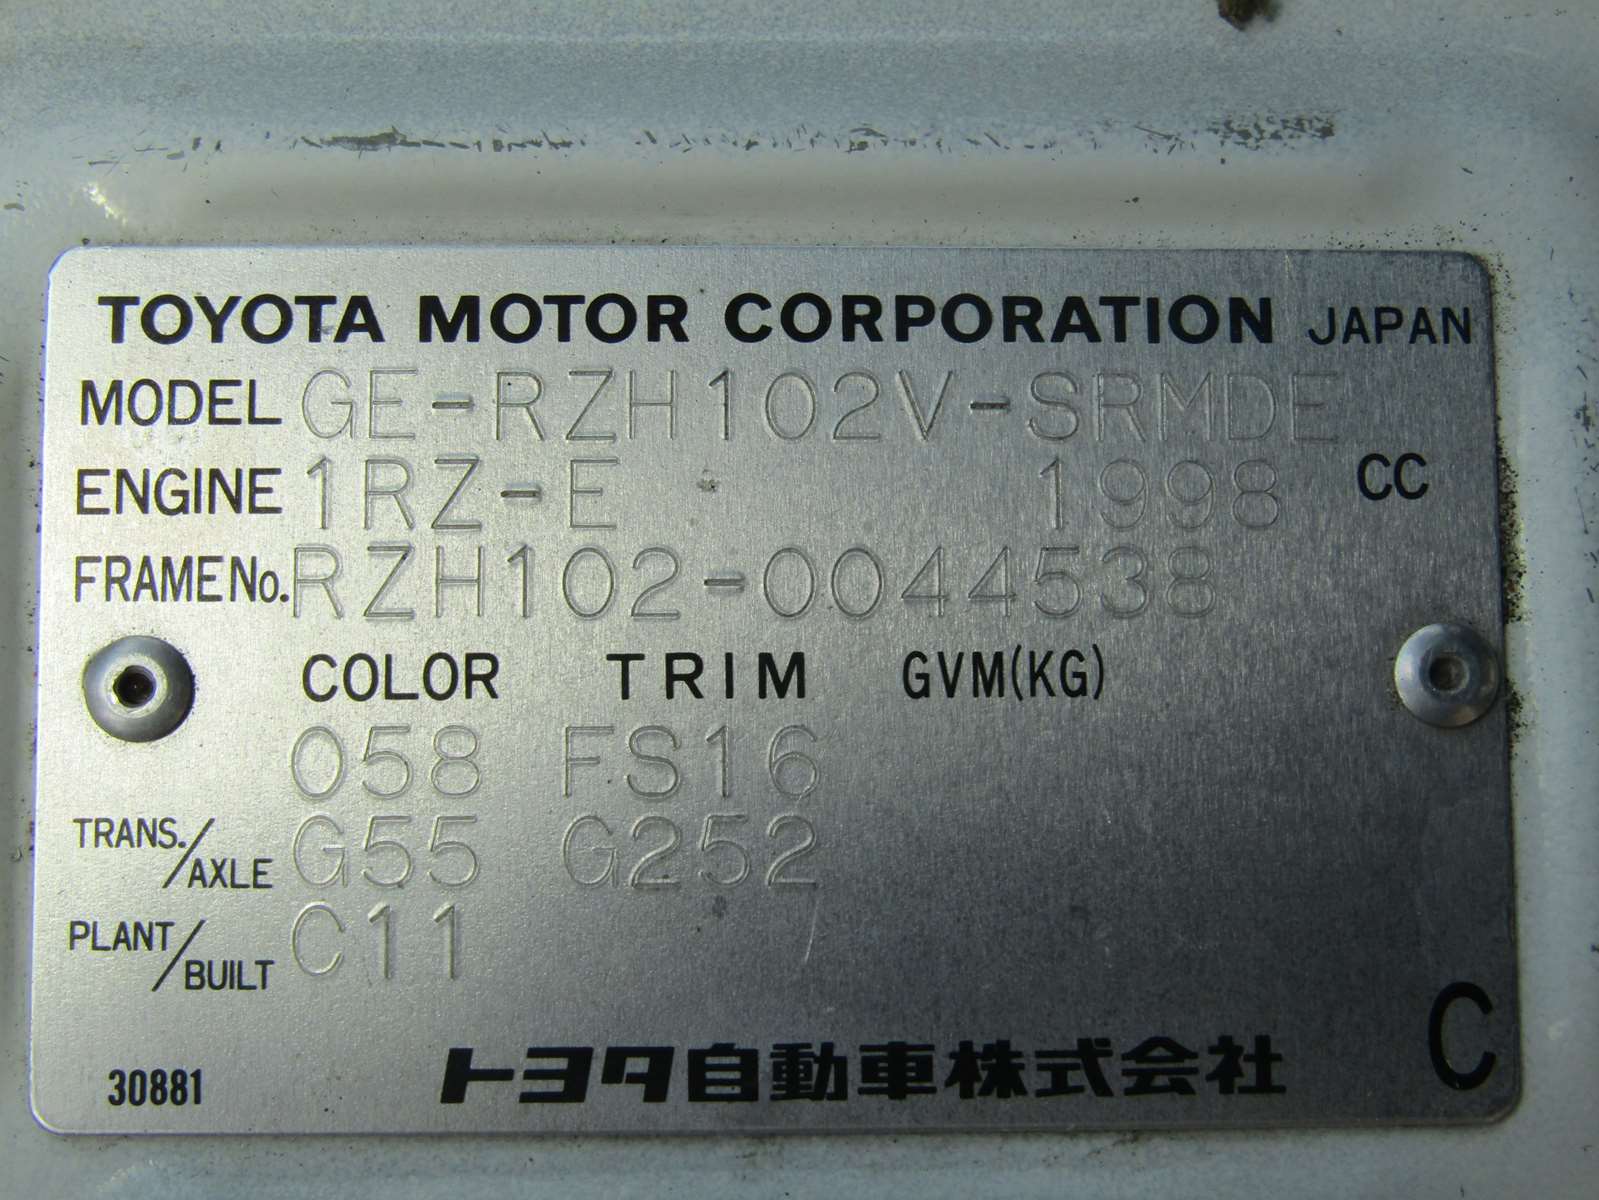 TOYOTA MOTOR CORPORATION JAPAN
MODEL GE-RZH102V-SRMDE
ENGINE 1RZ-E 1998 CC
FRAME No. RZH102-0044538
COLOR TRIM GVM(KG)
058 FS16
TRANS./AXLE G55 G252
PLANT/BUILT C11
C
30881 トヨタ自動車株式会社